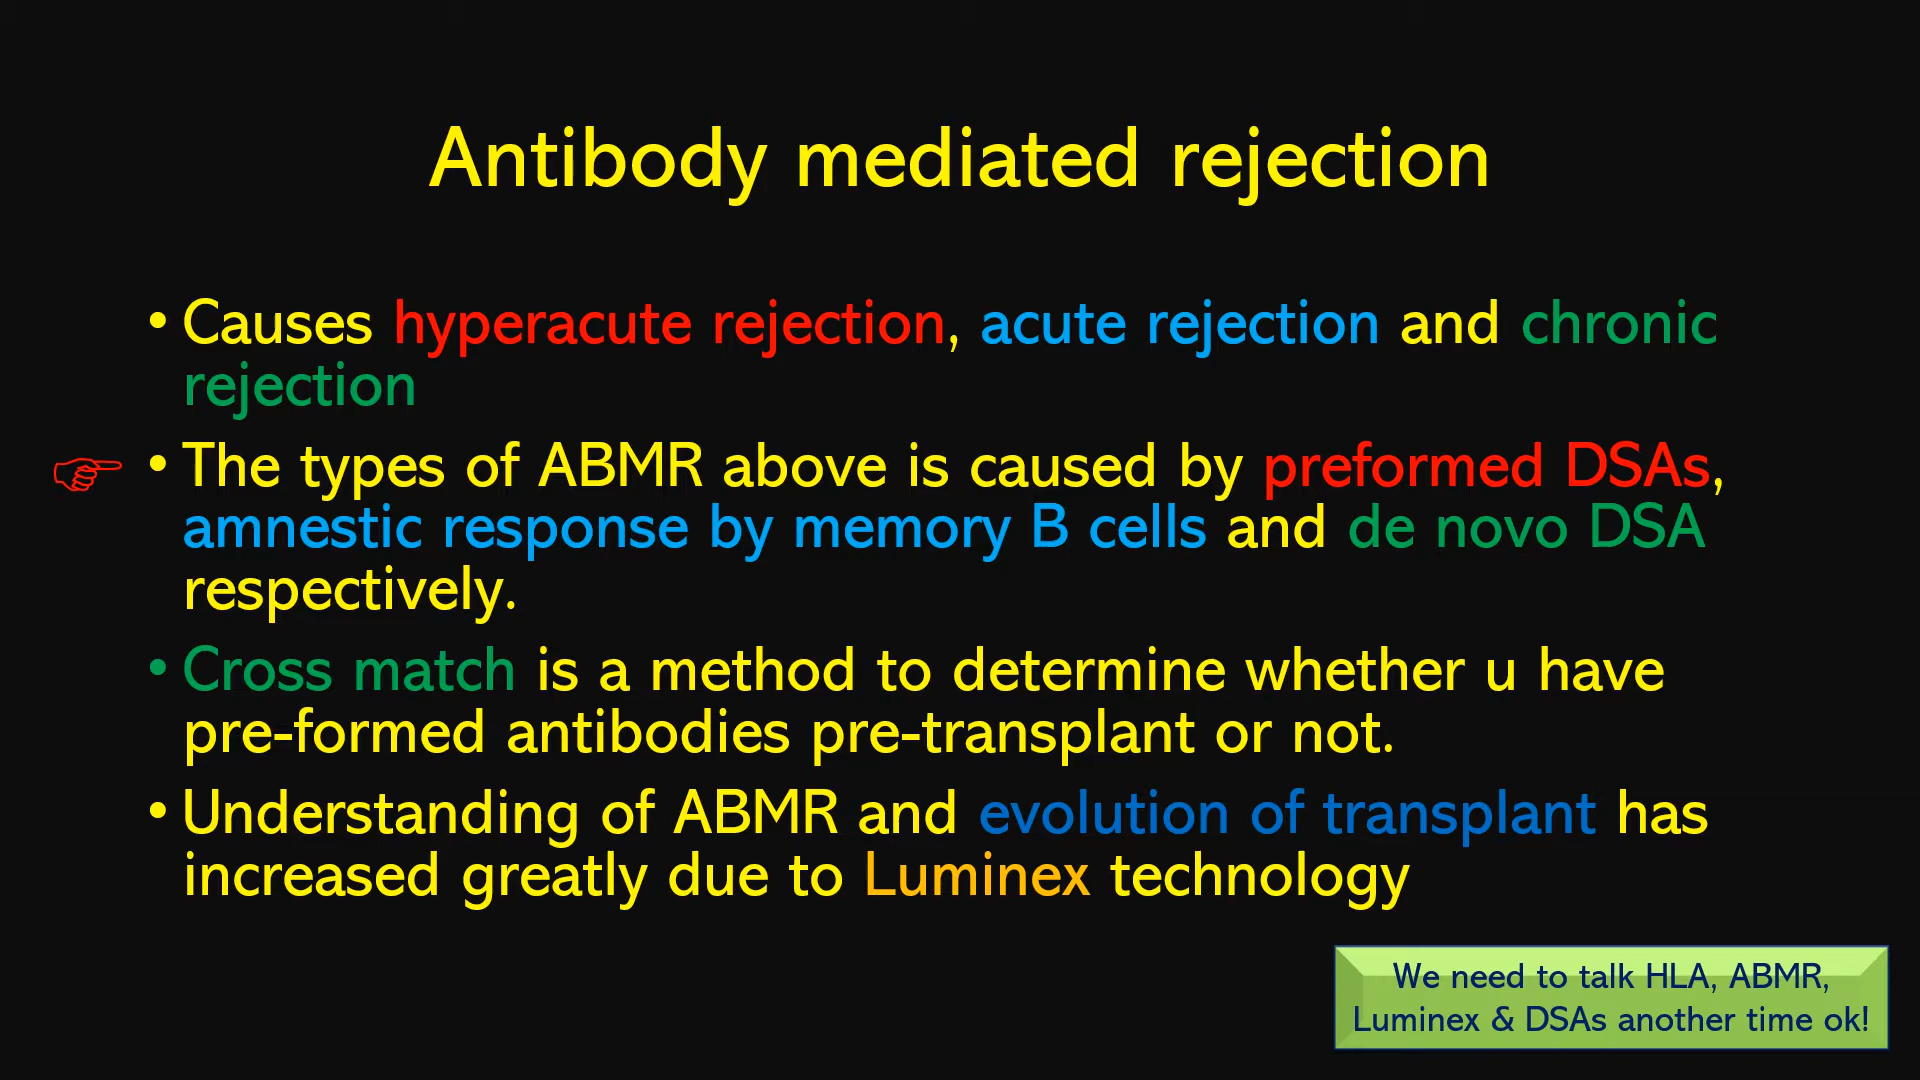 Antibody mediated rejection
• Causes hyperacute rejection, acute rejection and chronic
rejection
• The types of ABMR above is caused by preformed DSAs,
amnestic response by memory B cells and de novo DSA
respectively.
• Cross match is a method to determine whether u have
pre-formed antibodies pre-transplant or not.
• Understanding of ABMR and evolution of transplant has
increased greatly due to Luminex technology
We need to talk HLA, ABMR,
Luminex & DSAs another time ok!